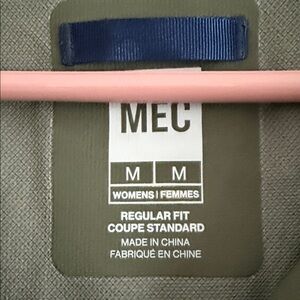 MEC
M M
WOMENS | FEMMES
REGULAR FIT
COUPE STANDARD
MADE IN CHINA
FABRIQUÉ EN CHINE